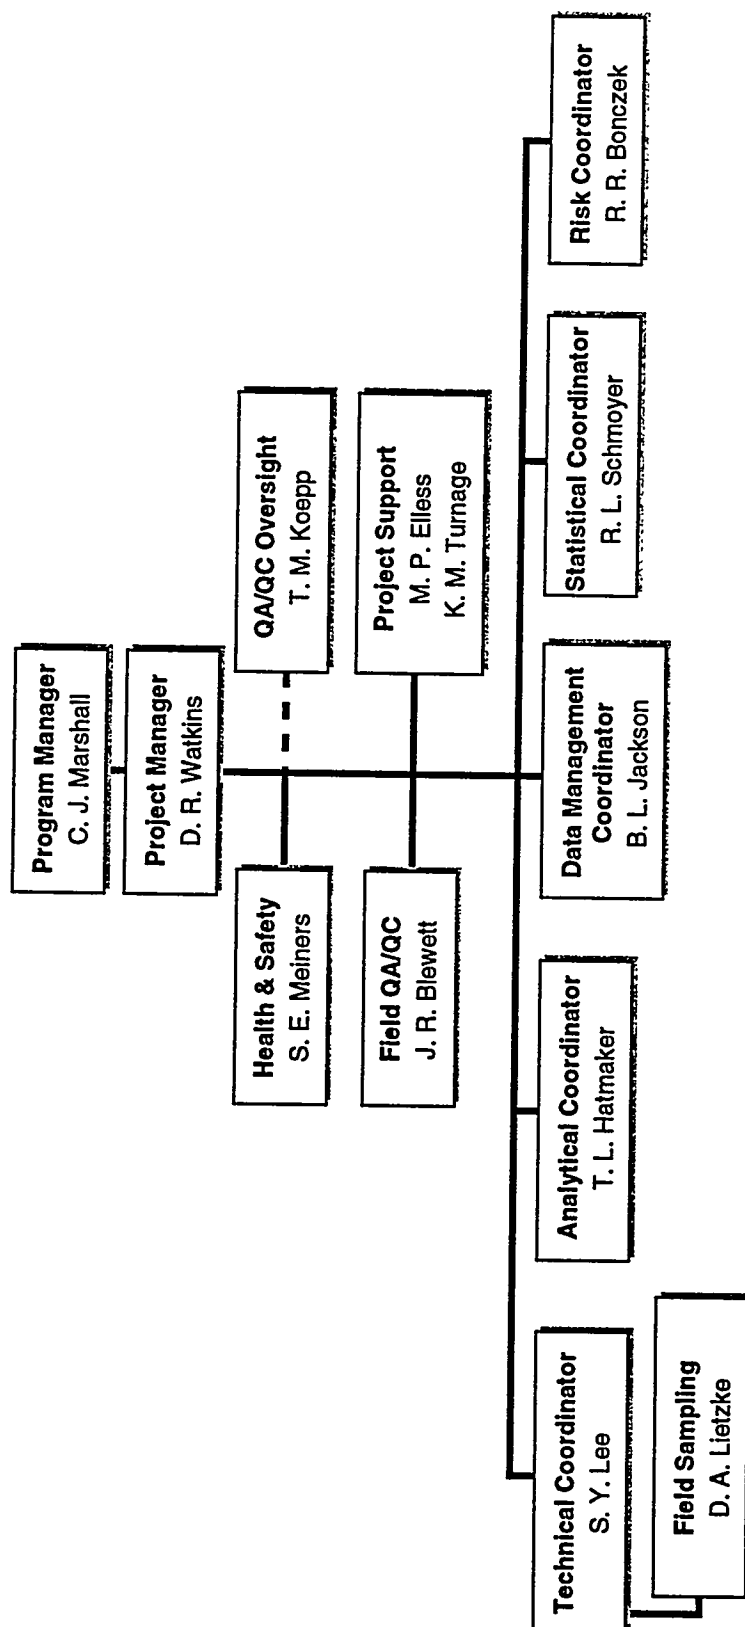 Program Manager
C. J. Marshall
Project Manager
D. R. Watkins
Health & Safety
S. E. Meiners
QA/QC Oversight
T. M. Koepp
Field QA/QC
J. R. Blewett
Project Support
M. P. Elless
K. M. Turnage
Technical Coordinator
S. Y. Lee
Analytical Coordinator
T. L. Hatmaker
Data Management
Coordinator
B. L. Jackson
Statistical Coordinator
R. L. Schmoyer
Risk Coordinator
R. R. Bonczek
Field Sampling
D. A. Lietzke